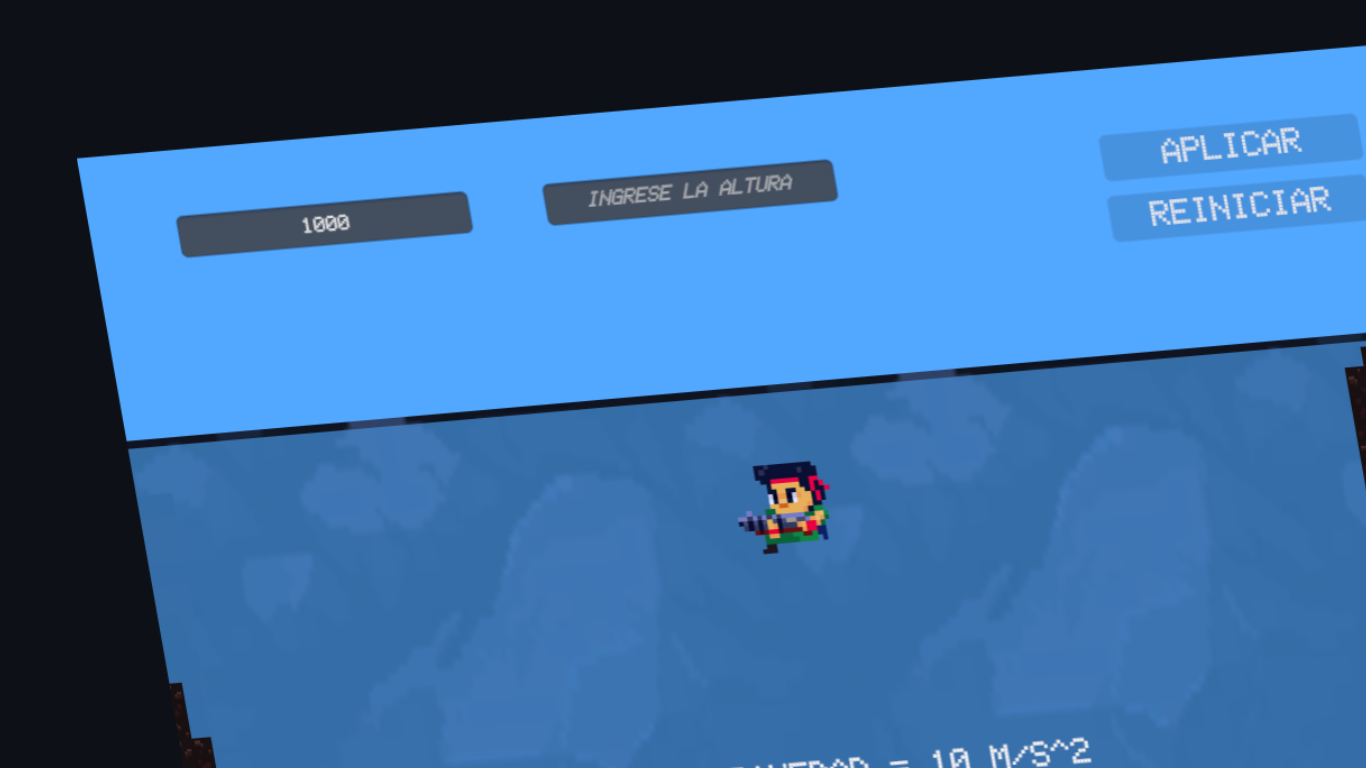 1000
INGRESE LA ALTURA
APLICAR
REINICIAR
= 10 M/S^2